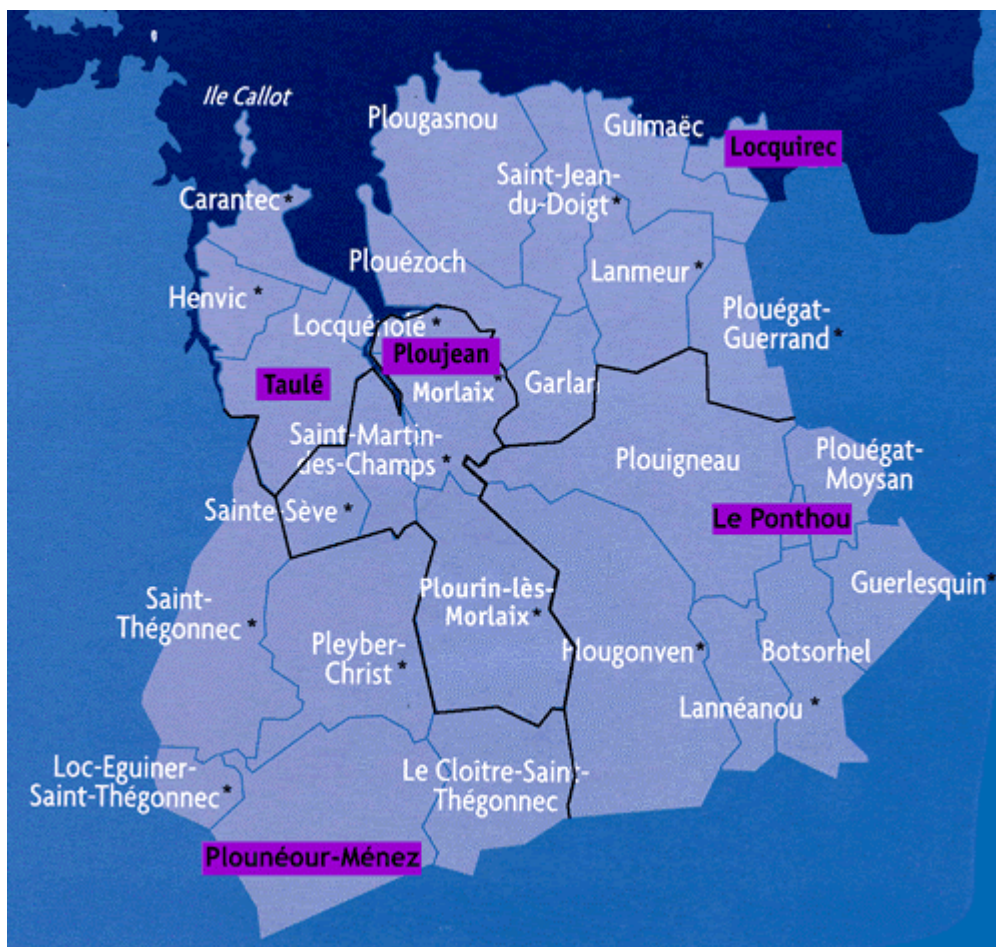 Ile Callot
Plougasnou
Guimaëc
Locquirec
Carantec*
Saint-Jean-
du-Doigt*
Plouézoch
Lanmeur*
Henvic*
Plouégat-
Guerrand*
Locquénolé*
Ploujean
Taulé
Morlaix*
Garlan
Saint-Martin-
des-Champs*
Plouigneau
Plouégat-
Moysan
Sainte-Sève*
Le Ponthou
Guerlesquin*
Saint-
Thégonnec*
Plourin-lès-
Morlaix*
Pleyber-
Christ*
Plougonven*
Botsorhel
Lannéanou*
Loc-Eguiner-
Saint-Thégonnec*
Le Cloître-Saint-
Thégonnec
Plounéour-Ménez